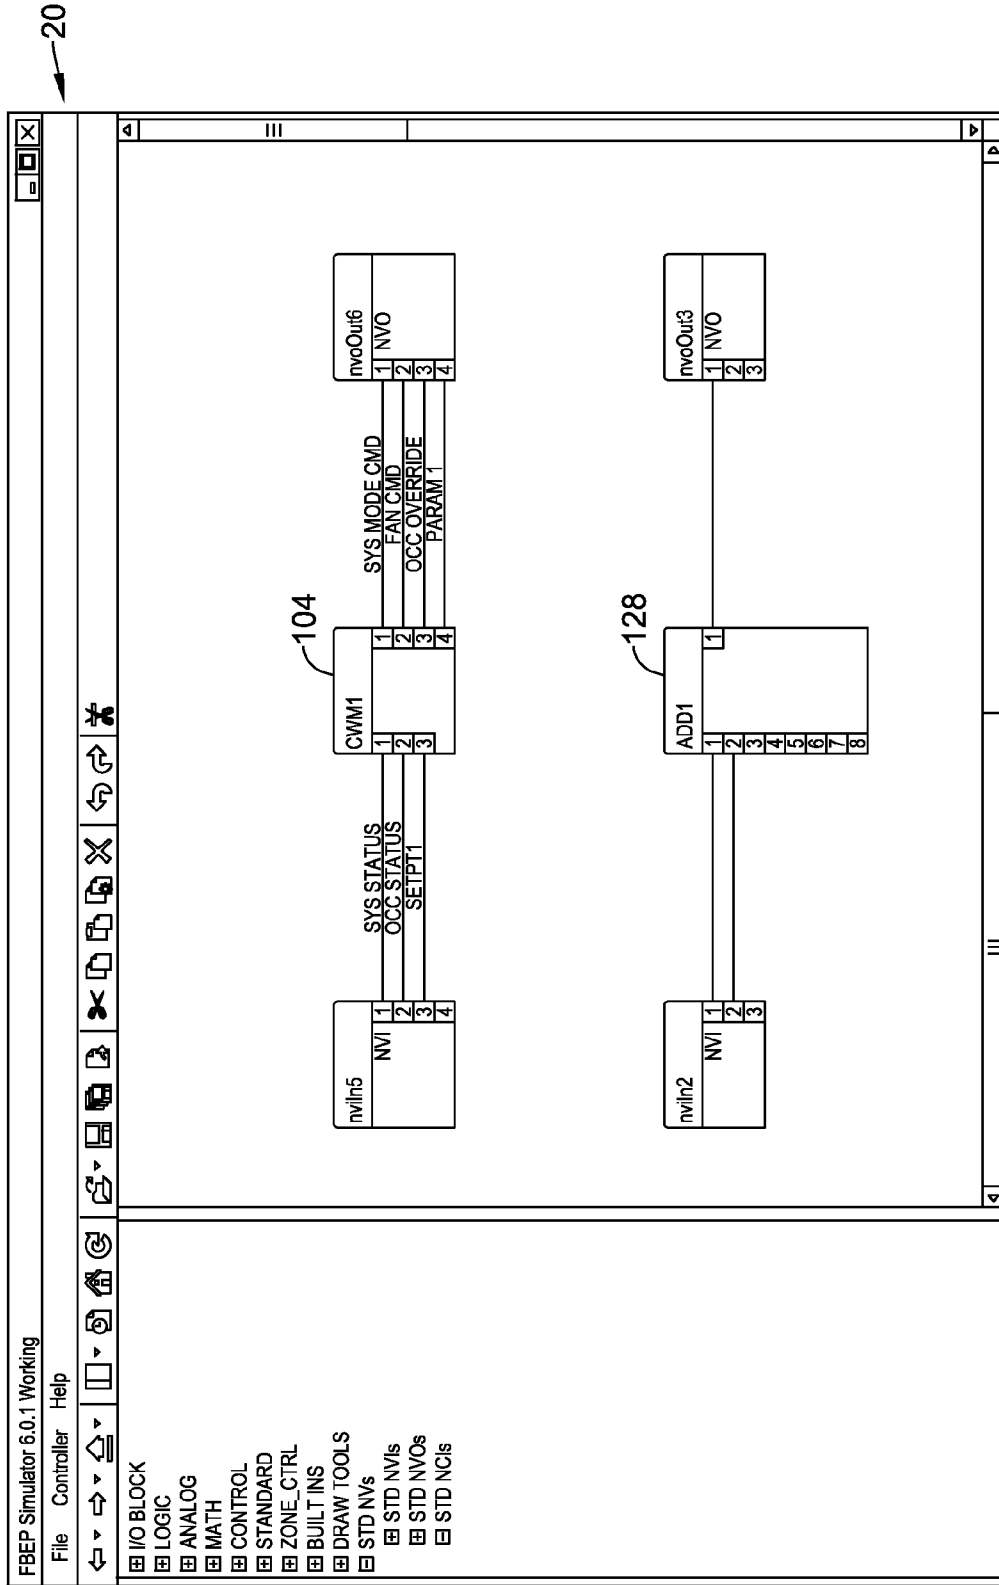 20
FBEP Simulator 6.0.1 Working
File Controller Help
I/O BLOCK
LOGIC
ANALOG
MATH
CONTROL
STANDARD
ZONE_CTRL
BUILT INS
DRAW TOOLS
STD NVs
STD NVIs
STD NVOs
STD NCIs
nviIn5
NVI
1
2
3
4
SYS STATUS
OCC STATUS
SETPT1
104
CWM1
1
2
3
1
2
3
4
SYS MODE CMD
FAN CMD
OCC OVERRIDE
PARAM 1
nvoOut6
NVO
1
2
3
4
nviIn2
NVI
1
2
3
128
ADD1
1
2
3
4
5
6
7
8
1
nvoOut3
NVO
1
2
3